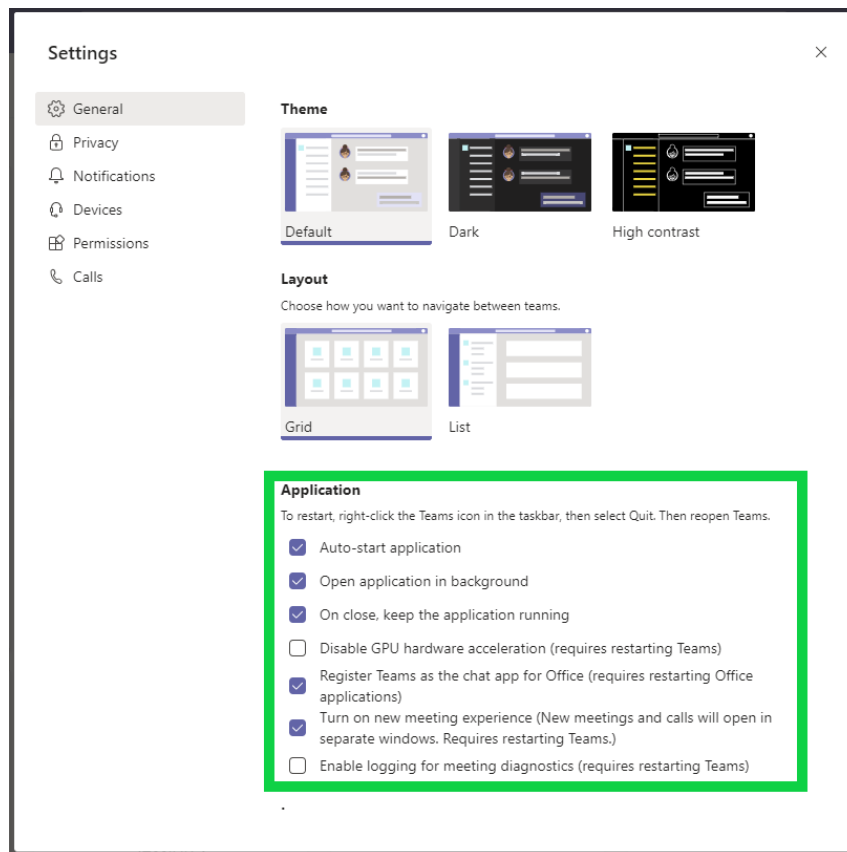 Settings
General
Privacy
Notifications
Devices
Permissions
Calls
Theme
Default
Dark
High contrast
Layout
Choose how you want to navigate between teams.
Grid
List
Application
To restart, right-click the Teams icon in the taskbar, then select Quit. Then reopen Teams.
Auto-start application
Open application in background
On close, keep the application running
Disable GPU hardware acceleration (requires restarting Teams)
Register Teams as the chat app for Office (requires restarting Office
applications)
Turn on new meeting experience (New meetings and calls will open in
separate windows. Requires restarting Teams.)
Enable logging for meeting diagnostics (requires restarting Teams)
.